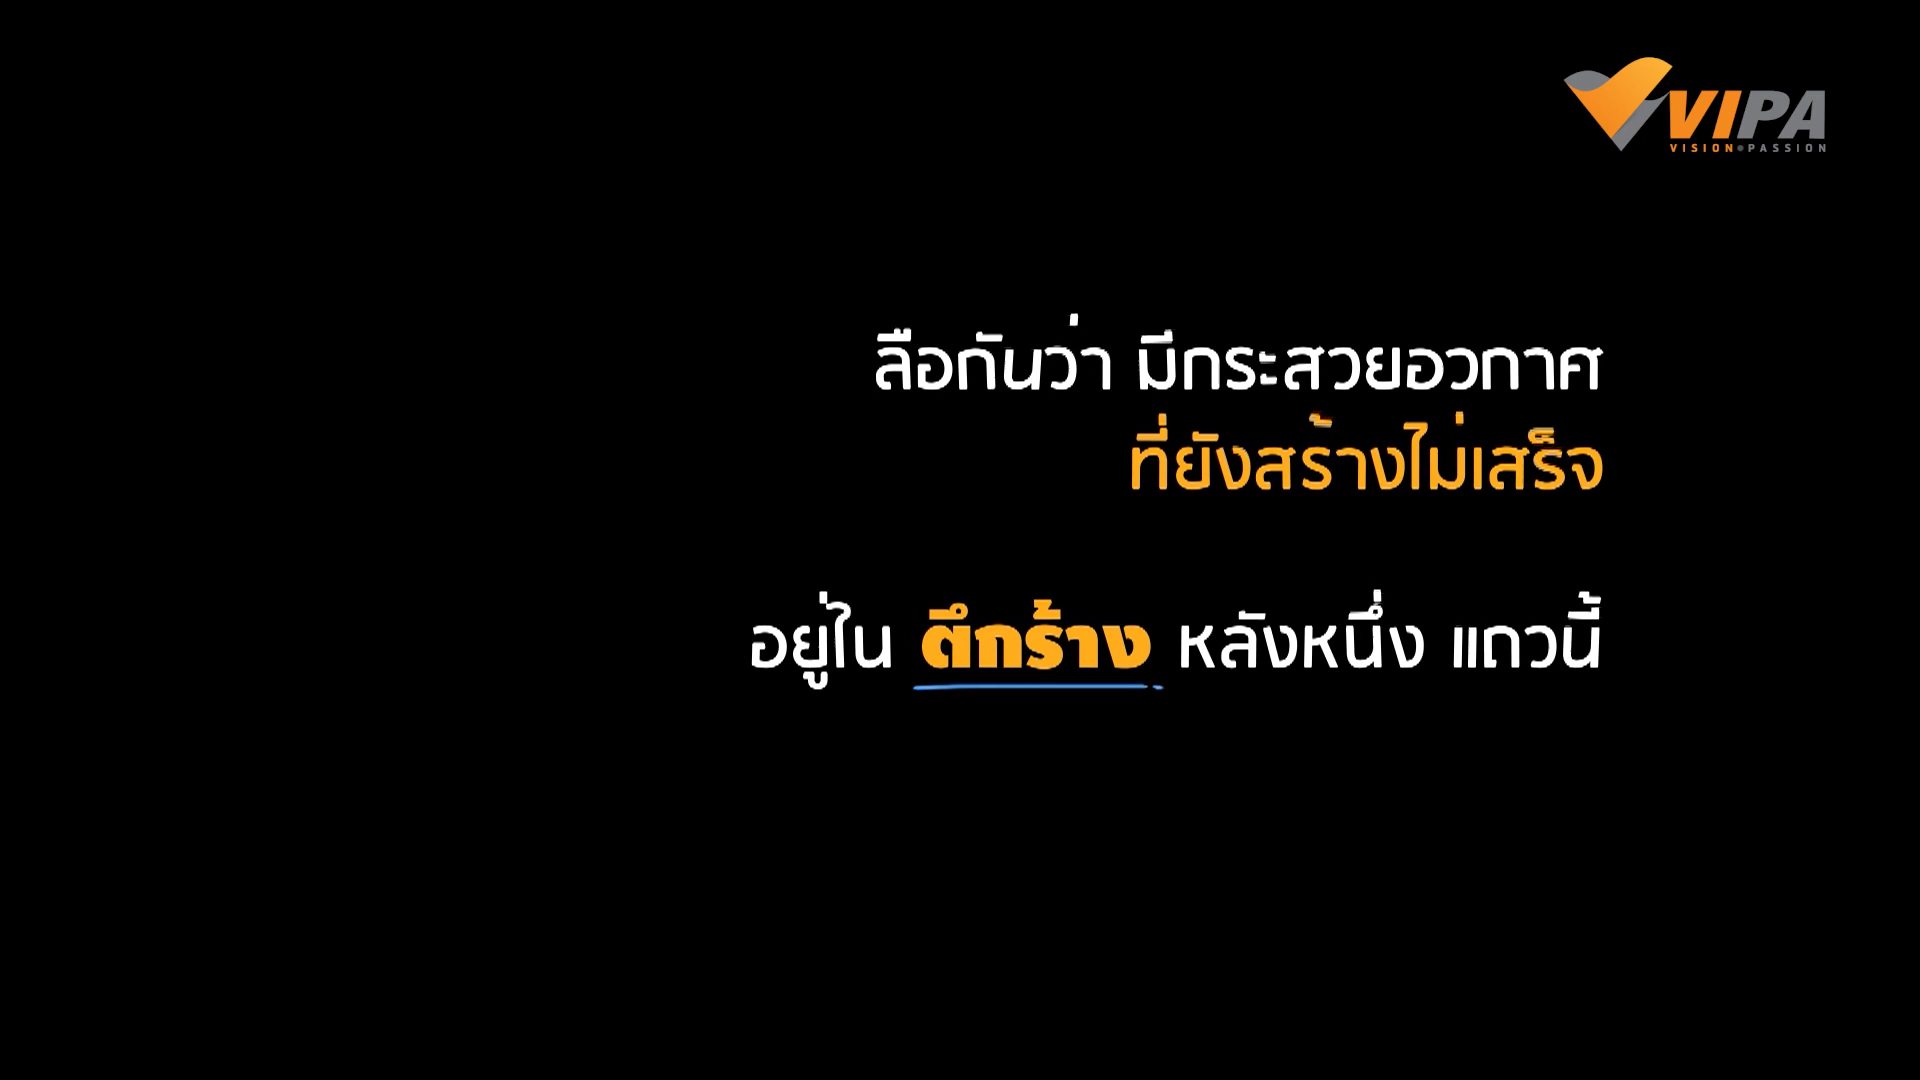 VIPA
VISION•PASSION
ลือกันว่า มีกระสวยอวกาศ
ที่ยังสร้างไม่เสร็จ
อยู่ใน ตึกร้าง หลังหนึ่ง แถวนี้